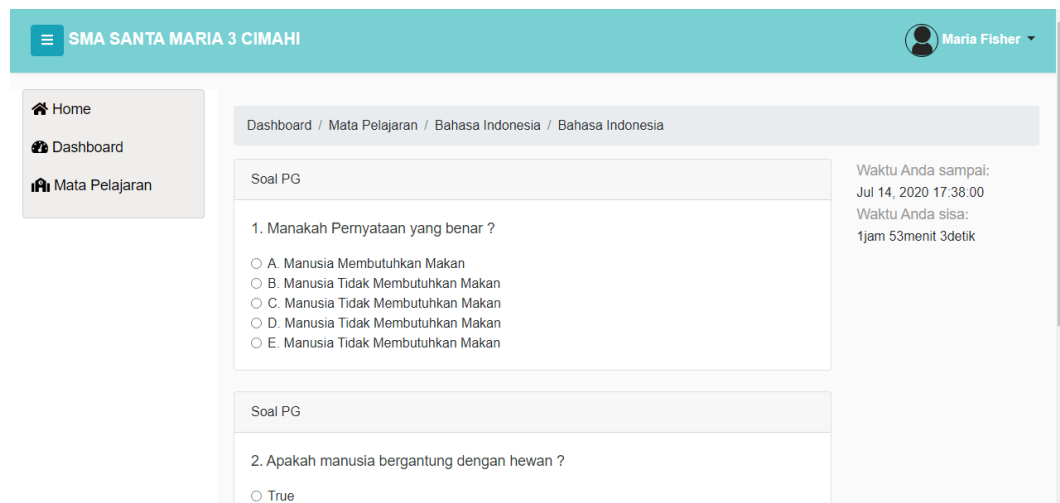 SMA SANTA MARIA 3 CIMAHI
Maria Fisher
Home
Dashboard
Mata Pelajaran
Dashboard / Mata Pelajaran / Bahasa Indonesia / Bahasa Indonesia
Soal PG
1. Manakah Pernyataan yang benar ?
A. Manusia Membutuhkan Makan
B. Manusia Tidak Membutuhkan Makan
C. Manusia Tidak Membutuhkan Makan
D. Manusia Tidak Membutuhkan Makan
E. Manusia Tidak Membutuhkan Makan
Soal PG
2. Apakah manusia bergantung dengan hewan ?
True
Waktu Anda sampai:
Jul 14, 2020 17:38:00
Waktu Anda sisa:
1jam 53menit 3detik